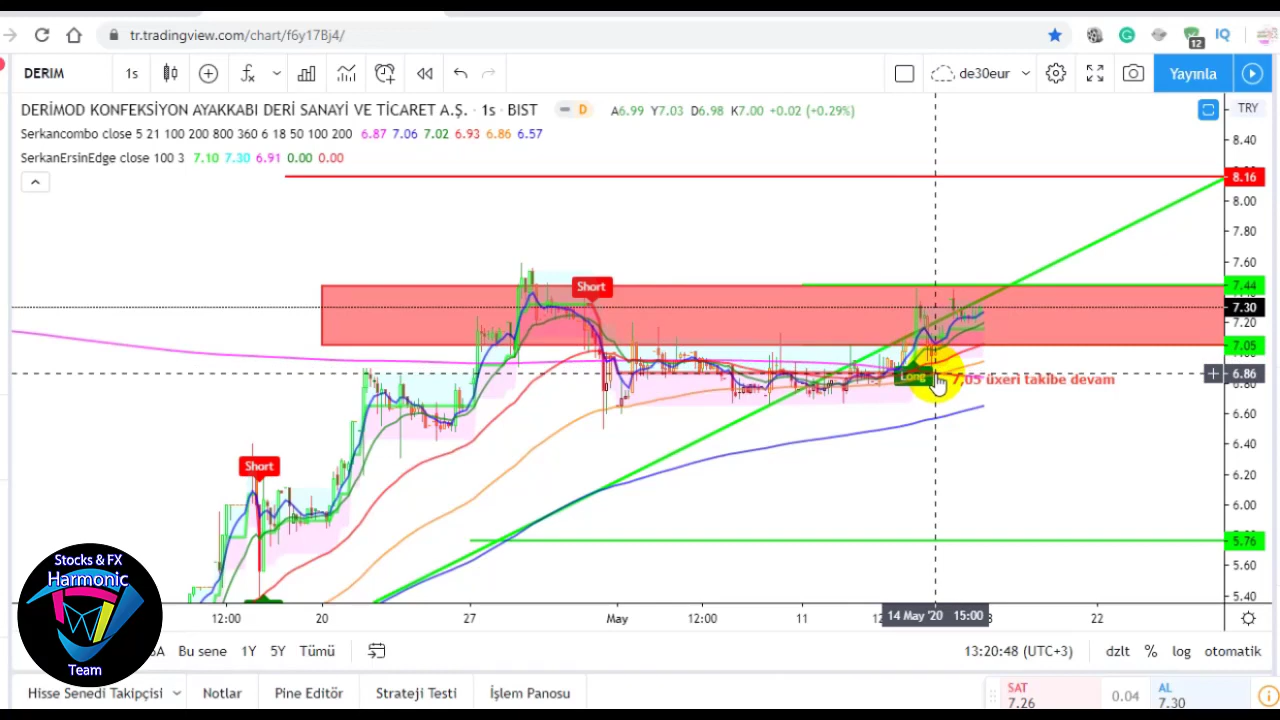 tr.tradingview.com/chart/f6y17Bj4/
12
IQ
DERIM
1s
de30eur
Yayınla
DERİMOD KONFEKSİYON AYAKKABI DERİ SANAYİ VE TİCARET A.Ş. · 1s · BIST
D
A6.99 Y7.03 D6.98 K7.00 +0.02 (+0.29%)
TRY
Serkancombo close 5 21 100 200 800 360 6 18 50 100 200 6.87 7.06 7.02 6.93 6.86 6.57
SerkanErsinEdge close 100 3 7.10 7.30 6.91 0.00 0.00
8.40
8.16
8.00
7.80
7.60
7.44
7.30
7.20
7.05
6.86
6.80
6.60
6.40
6.20
6.00
5.76
5.60
5.40
Short
Long
7,05 üzeri takibe devam
Short
12:00
20
27
May
12:00
11
14 May '20 15:00
22
Stocks & FX
Harmonic
Team
Bu sene
1Y
5Y
Tümü
13:20:48 (UTC+3)
dzlt
%
log
otomatik
Hisse Senedi Takipçisi
Notlar
Pine Editör
Strateji Testi
İşlem Panosu
SAT
7.26
0.04
AL
7.30